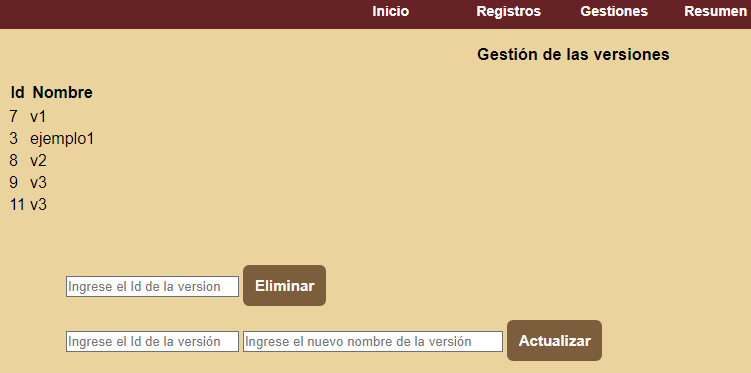 Inicio Registros Gestiones Resumen
Gestión de las versiones
Id Nombre
7 v1
3 ejemplo1
8 v2
9 v3
11 v3
Ingrese el Id de la version Eliminar
Ingrese el Id de la versión Ingrese el nuevo nombre de la versión Actualizar